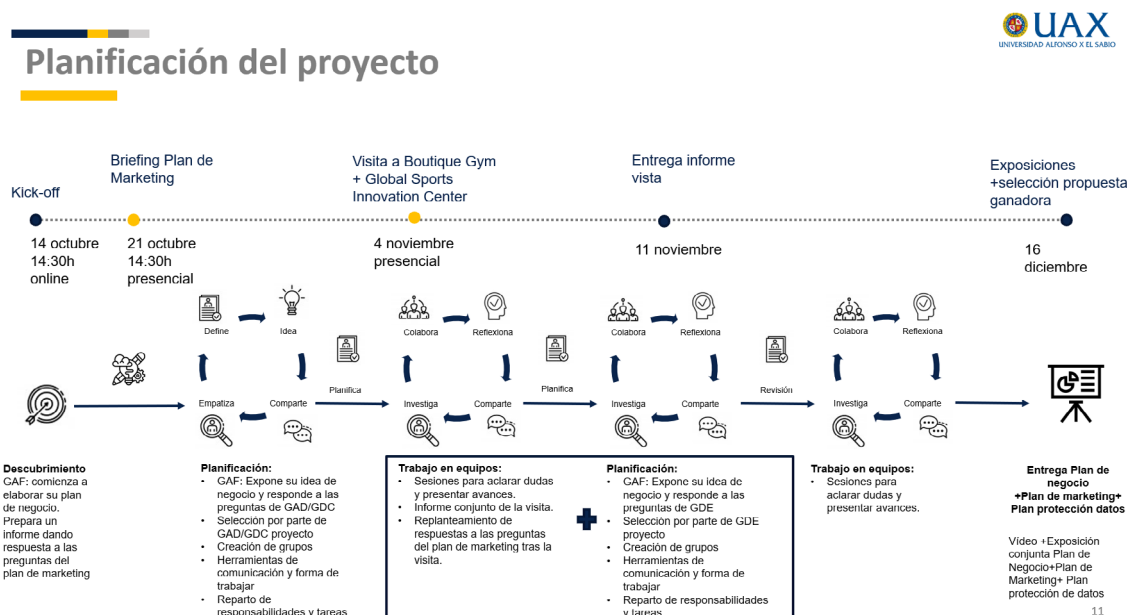 UAX
UNIVERSIDAD ALFONSO X EL SABIO
Planificación del proyecto
Kick-off
Briefing Plan de
Marketing
Visita a Boutique Gym
+ Global Sports
Innovation Center
Entrega informe
vista
Exposiciones
+selección propuesta
ganadora
14 octubre
14:30h
online
21 octubre
14:30h
presencial
4 noviembre
presencial
11 noviembre
16
diciembre
Define
Idea
Empatiza
Comparte
Planifica
Colabora
Reflexiona
Investiga
Comparte
Planifica
Colabora
Reflexiona
Investiga
Comparte
Revisión
Colabora
Reflexiona
Investiga
Comparte
Descubrimiento
GAF: comienza a
elaborar su plan
de negocio.
Prepara un
informe dando
respuesta a las
preguntas del
plan de marketing
Planificación:
• GAF: Expone su idea de
negocio y responde a las
preguntas de GAD/GDC
• Selección por parte de
GAD/GDC proyecto
• Creación de grupos
• Herramientas de
comunicación y forma de
trabajar
• Reparto de
responsabilidades y tareas
Trabajo en equipos:
• Sesiones para aclarar dudas
y presentar avances.
• Informe conjunto de la visita.
• Replanteamiento de
respuestas a las preguntas
del plan de marketing tras la
visita.
Planificación:
• GAF: Expone su idea de
negocio y responde a las
preguntas de GDE
• Selección por parte de GDE
proyecto
• Creación de grupos
• Herramientas de
comunicación y forma de
trabajar
• Reparto de responsabilidades
y tareas
Trabajo en equipos:
• Sesiones para
aclarar dudas y
presentar avances.
Entrega Plan de
negocio
+Plan de marketing+
Plan protección datos
Vídeo +Exposición
conjunta Plan de
Negocio+Plan de
Marketing+ Plan
protección de datos
11